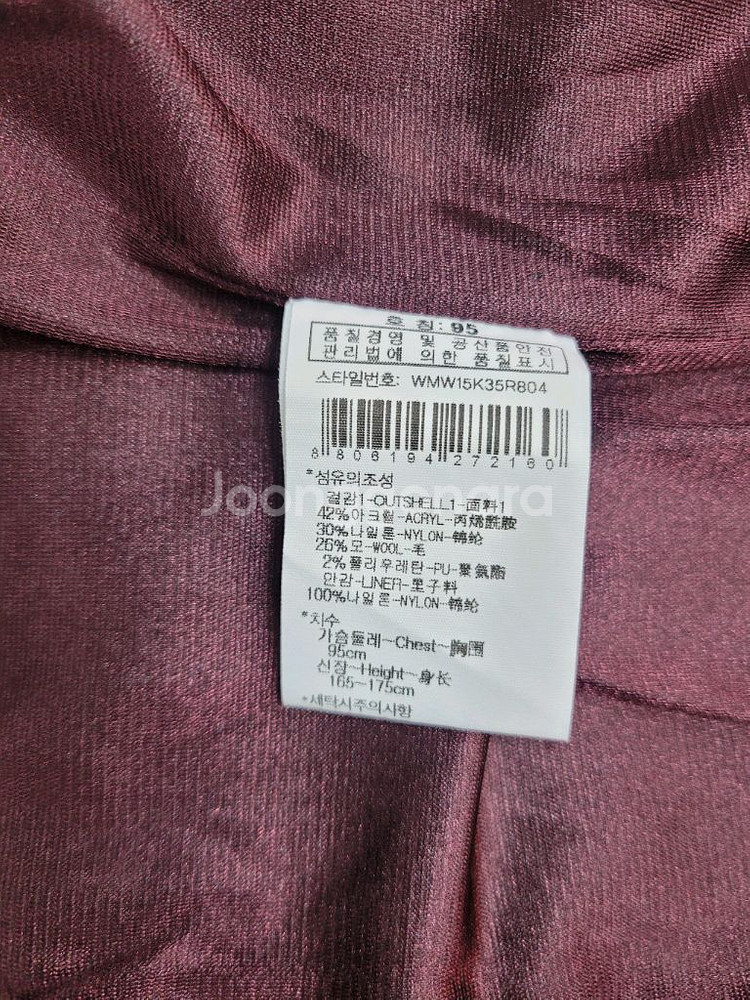 호 칭: 95
품질경영 및 공산품안전
관리법에 의한 품질표시
스타일번호: WMW15K35R804
8 806194 272160
*섬유의조성
겉감1-OUTSHELL1-面料1
42%아크릴-ACRYL-丙烯酰胺
30%나일론-NYLON-锦纶
26%모-WOOL-毛
2%폴리우레탄-PU-聚氨酯
안감-LINER-里子料
100%나일론-NYLON-锦纶
*치수
가슴둘레-Chest-胸围
95cm
신장-Height-身长
165~175cm
*세탁시주의사항
Joonggonara